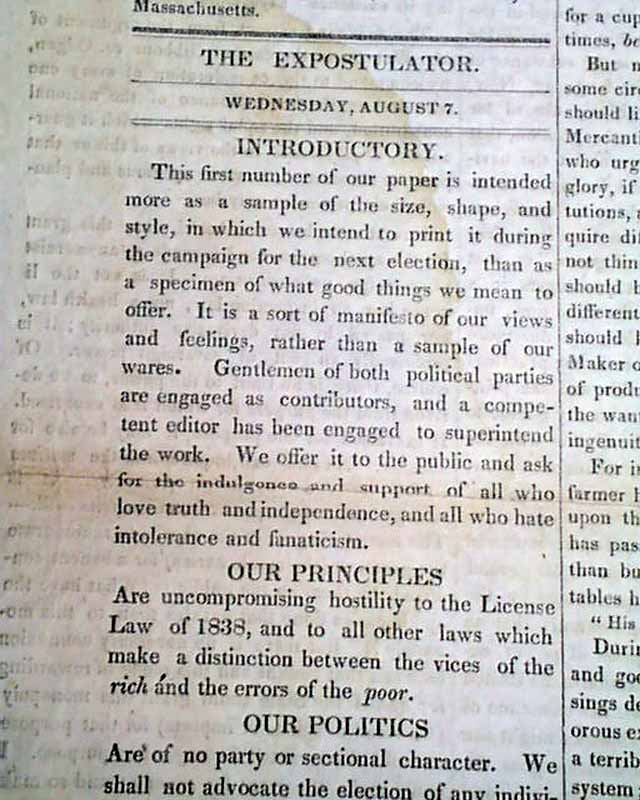 Massachusetts.
THE EXPOSTULATOR.
WEDNESDAY, AUGUST 7.
INTRODUCTORY.
This first number of our paper is intended
more as a sample of the size, shape, and
style, in which we intend to print it during
the campaign for the next election, than as
a specimen of what good things we mean to
offer. It is a sort of manifesto of our views
and feelings, rather than a sample of our
wares. Gentlemen of both political parties
are engaged as contributors, and a compe-
tent editor has been engaged to superintend
the work. We offer it to the public and ask
for the indulgence and support of all who
love truth and independence, and all who hate
intolerance and fanaticism.
OUR PRINCIPLES
Are uncompromising hostility to the License
Law of 1838, and to all other laws which
make a distinction between the vices of the
rich and the errors of the poor.
OUR POLITICS
Are of no party or sectional character. We
shall not advocate the election of any indivi-
for a cup
times, be
But
some circ
should li
Mercant
who urg
glory, if
tutions,
quire dif
not thin
should b
different
should
Maker o
of prod
the wan
ingenuit
For i
farmer h
upon th
has pas
than bu
tables h
" His
Durin
and goo
sings de
orous ex
a terrib
system